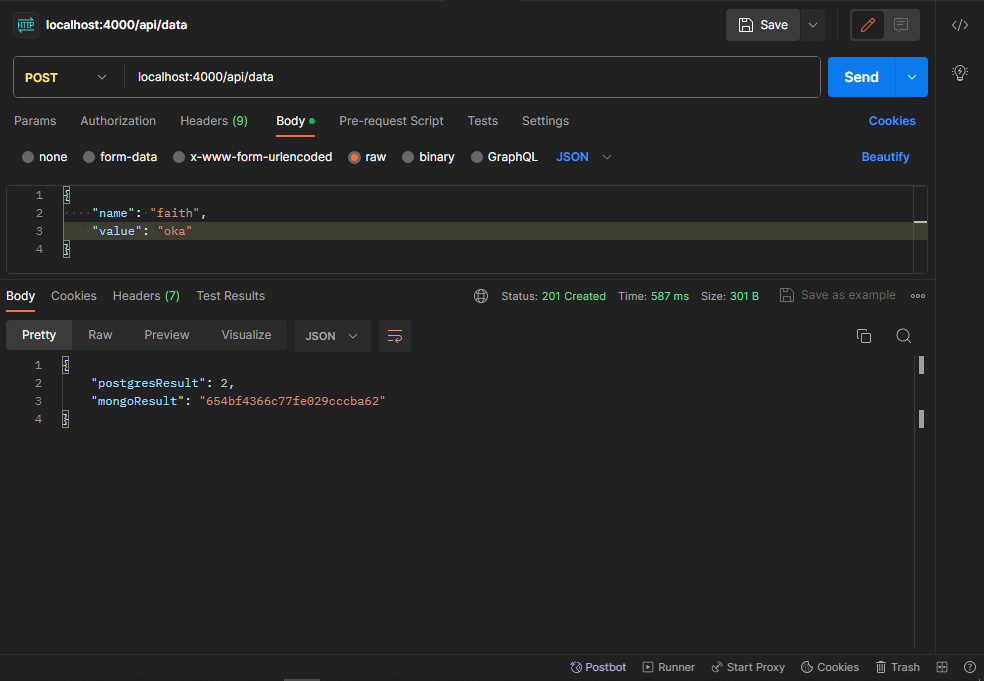 HTTP localhost:4000/api/data Save
POST localhost:4000/api/data Send
Params Authorization Headers (9) Body Pre-request Script Tests Settings Cookies
none form-data x-www-form-urlencoded raw binary GraphQL JSON Beautify
1 {
2 "name": "faith",
3 "value": "oka"
4 }
Body Cookies Headers (7) Test Results Status: 201 Created Time: 587 ms Size: 301 B Save as example
Pretty Raw Preview Visualize JSON
1 {
2 "postgresResult": 2,
3 "mongoResult": "654bf4366c77fe029cccba62"
4 }
Postbot Runner Start Proxy Cookies Trash